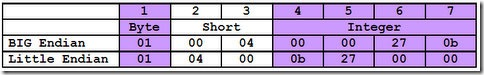 1 2 3 4 5 6 7
Byte Short Integer
BIG Endian 01 00 04 00 00 27 0b
Little Endian 01 04 00 0b 27 00 00